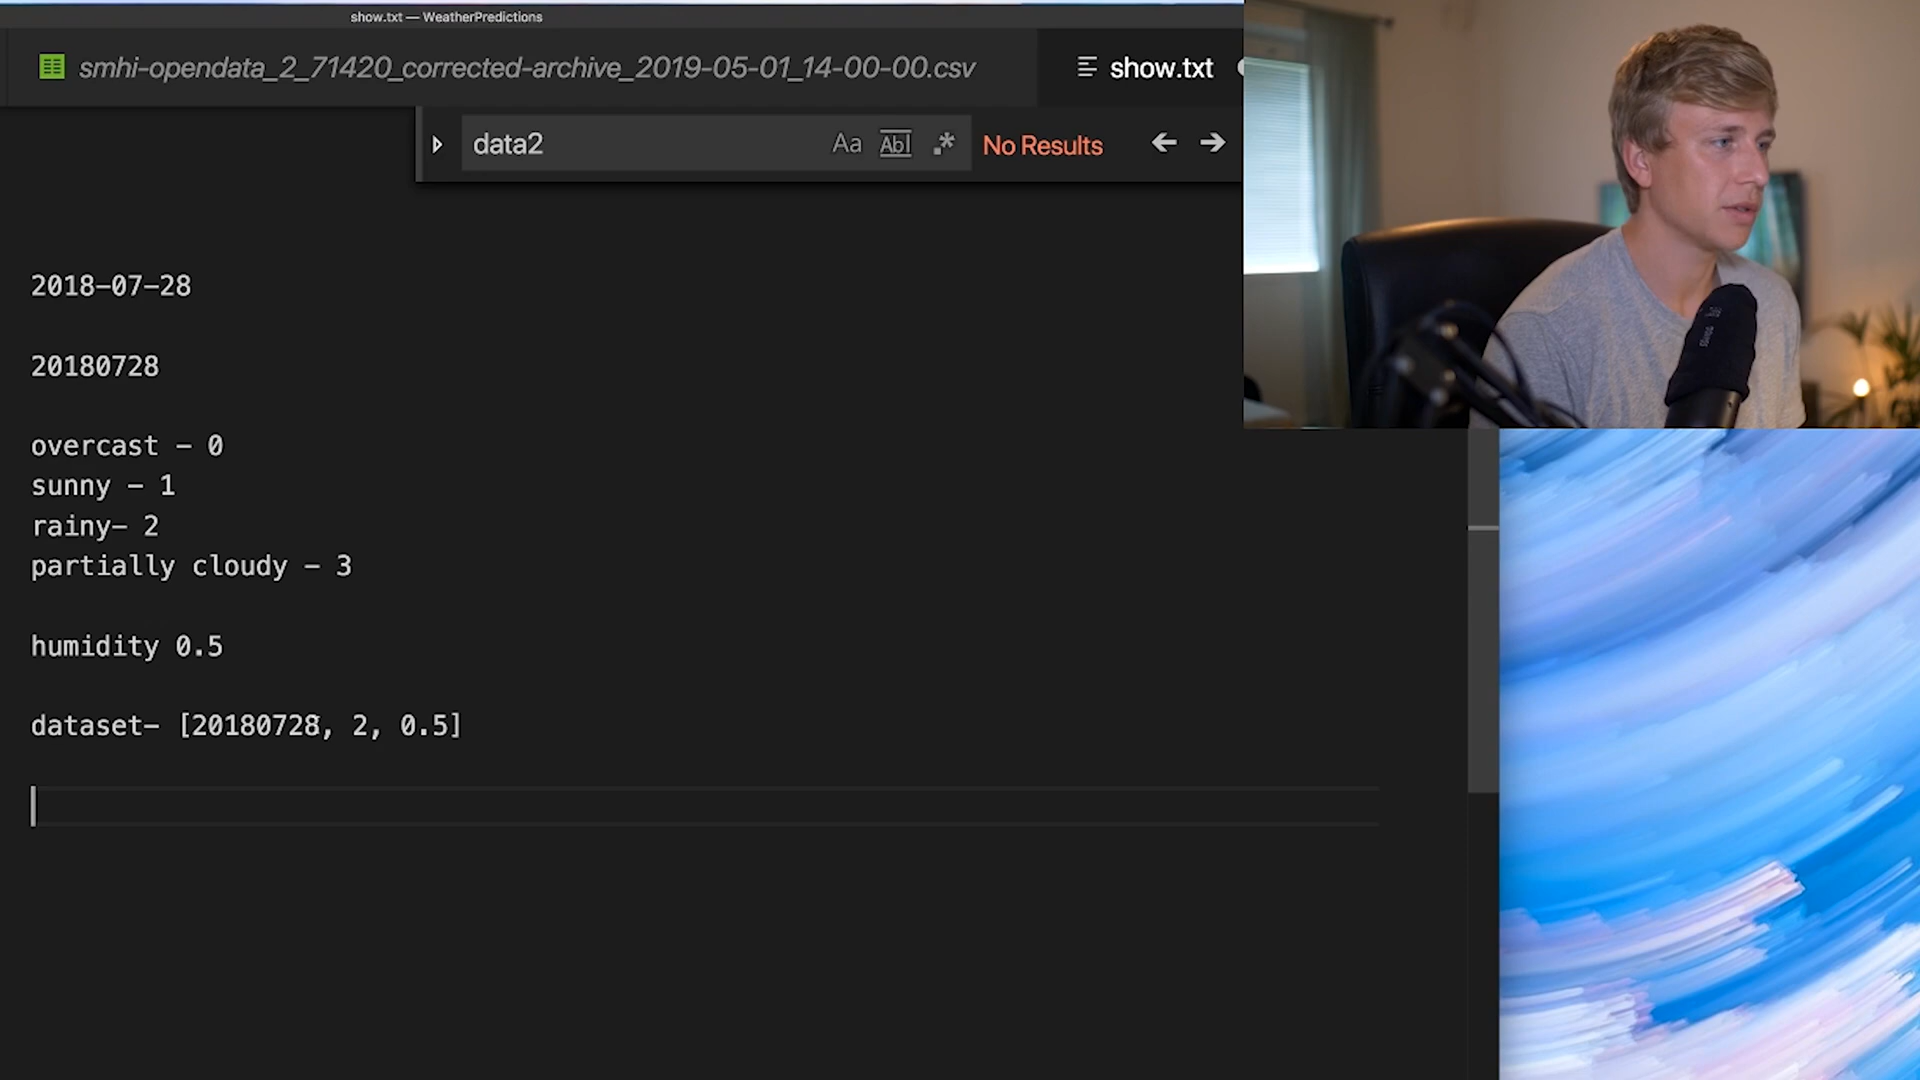 show.txt — WeatherPredictions
smhi-opendata_2_71420_corrected-archive_2019-05-01_14-00-00.csv
show.txt
data2
Aa
Abl
.*
No Results
2018-07-28
20180728
overcast - 0
sunny - 1
rainy- 2
partially cloudy - 3
humidity 0.5
dataset- [20180728, 2, 0.5]